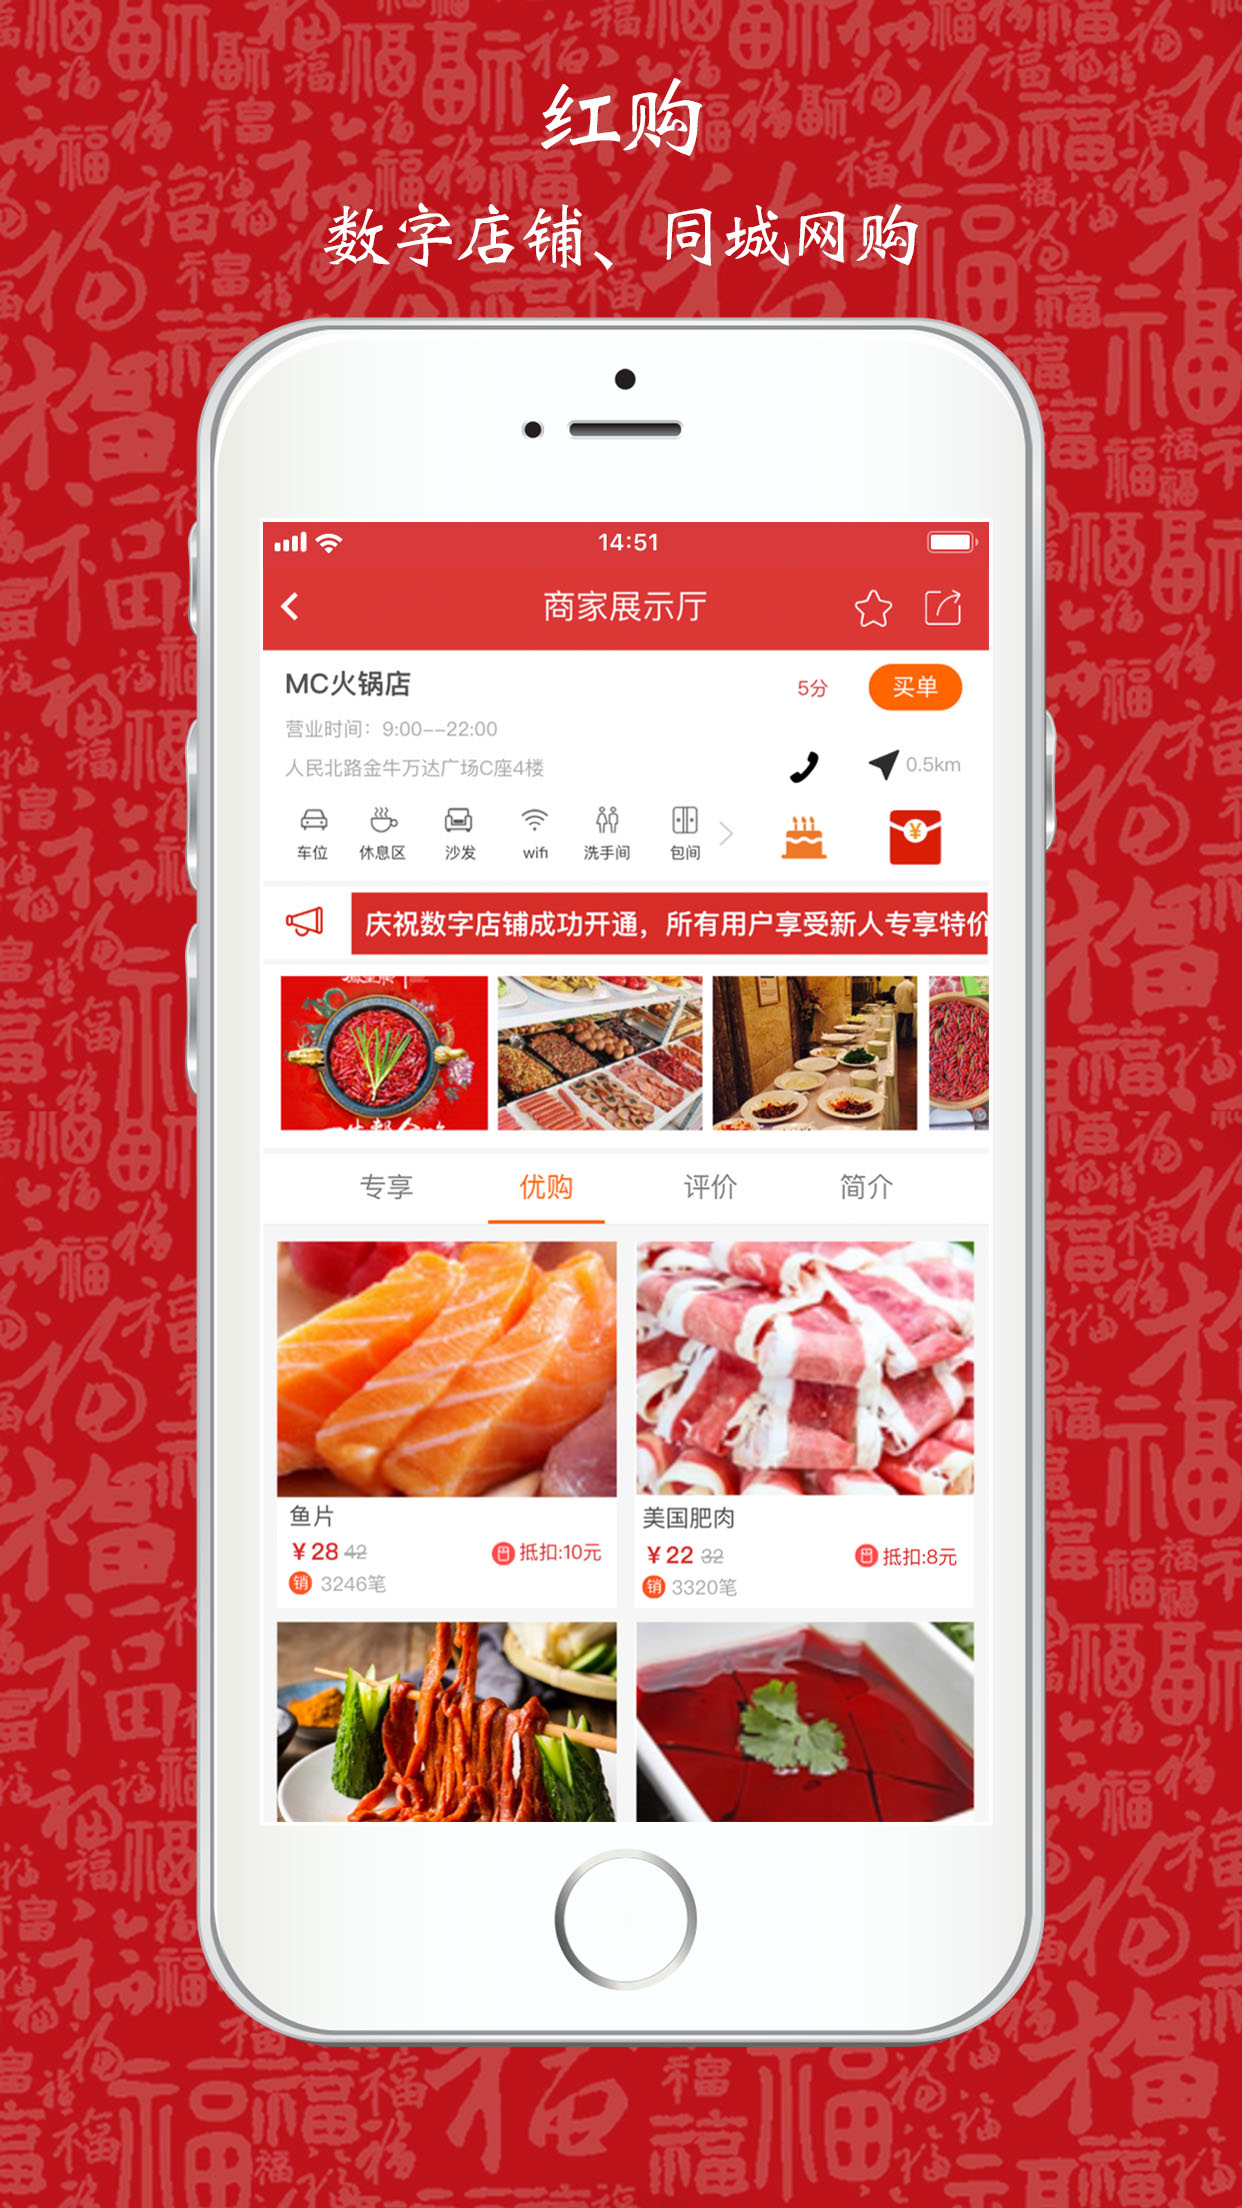 红购
数字店铺、同城网购
14:51
商家展示厅
MC火锅店
5分
买单
营业时间：9:00--22:00
人民北路金牛万达广场C座4楼
0.5km
车位
休息区
沙发
wifi
洗手间
包间
¥
庆祝数字店铺成功开通，所有用户享受新人专享特价
专享
优购
评价
简介
鱼片
¥28 42
抵扣:10元
销 3246笔
美国肥肉
¥22 32
抵扣:8元
销 3320笔